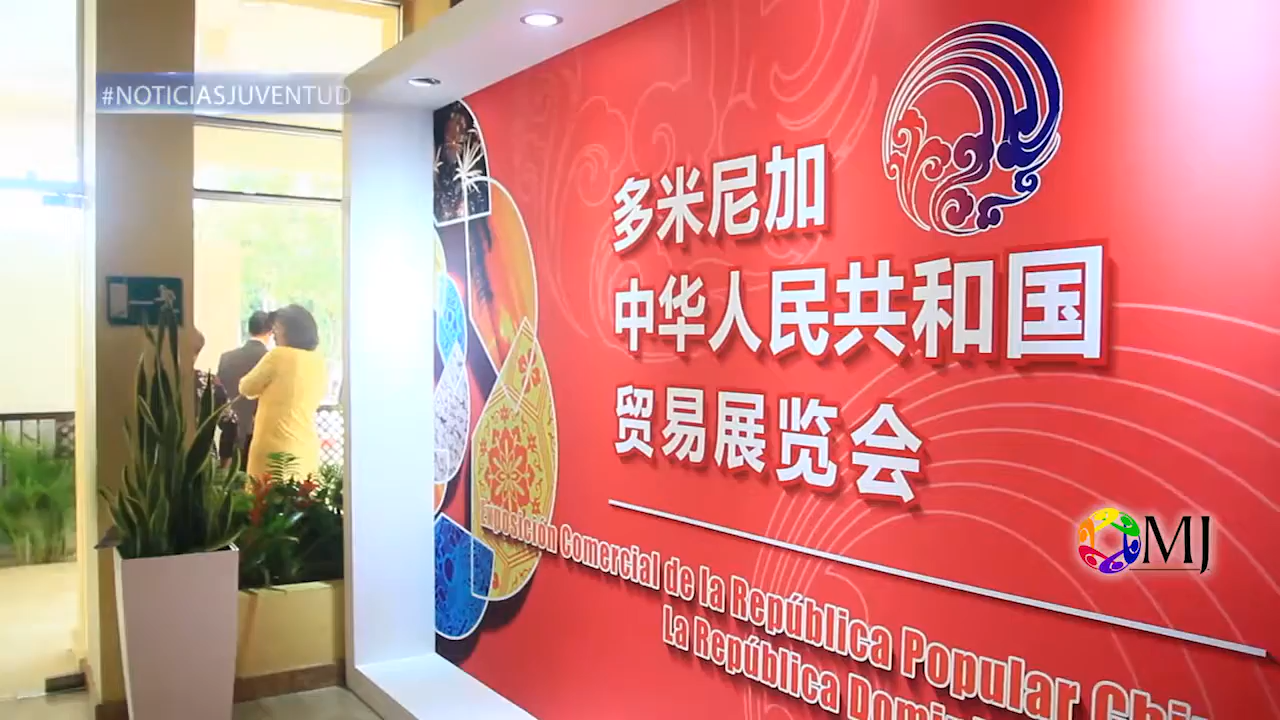 #NOTICIASJUVENTUD
多米尼加
中华人民共和国
贸易展览会
Exposición Comercial de la República Popular
La República
MJ